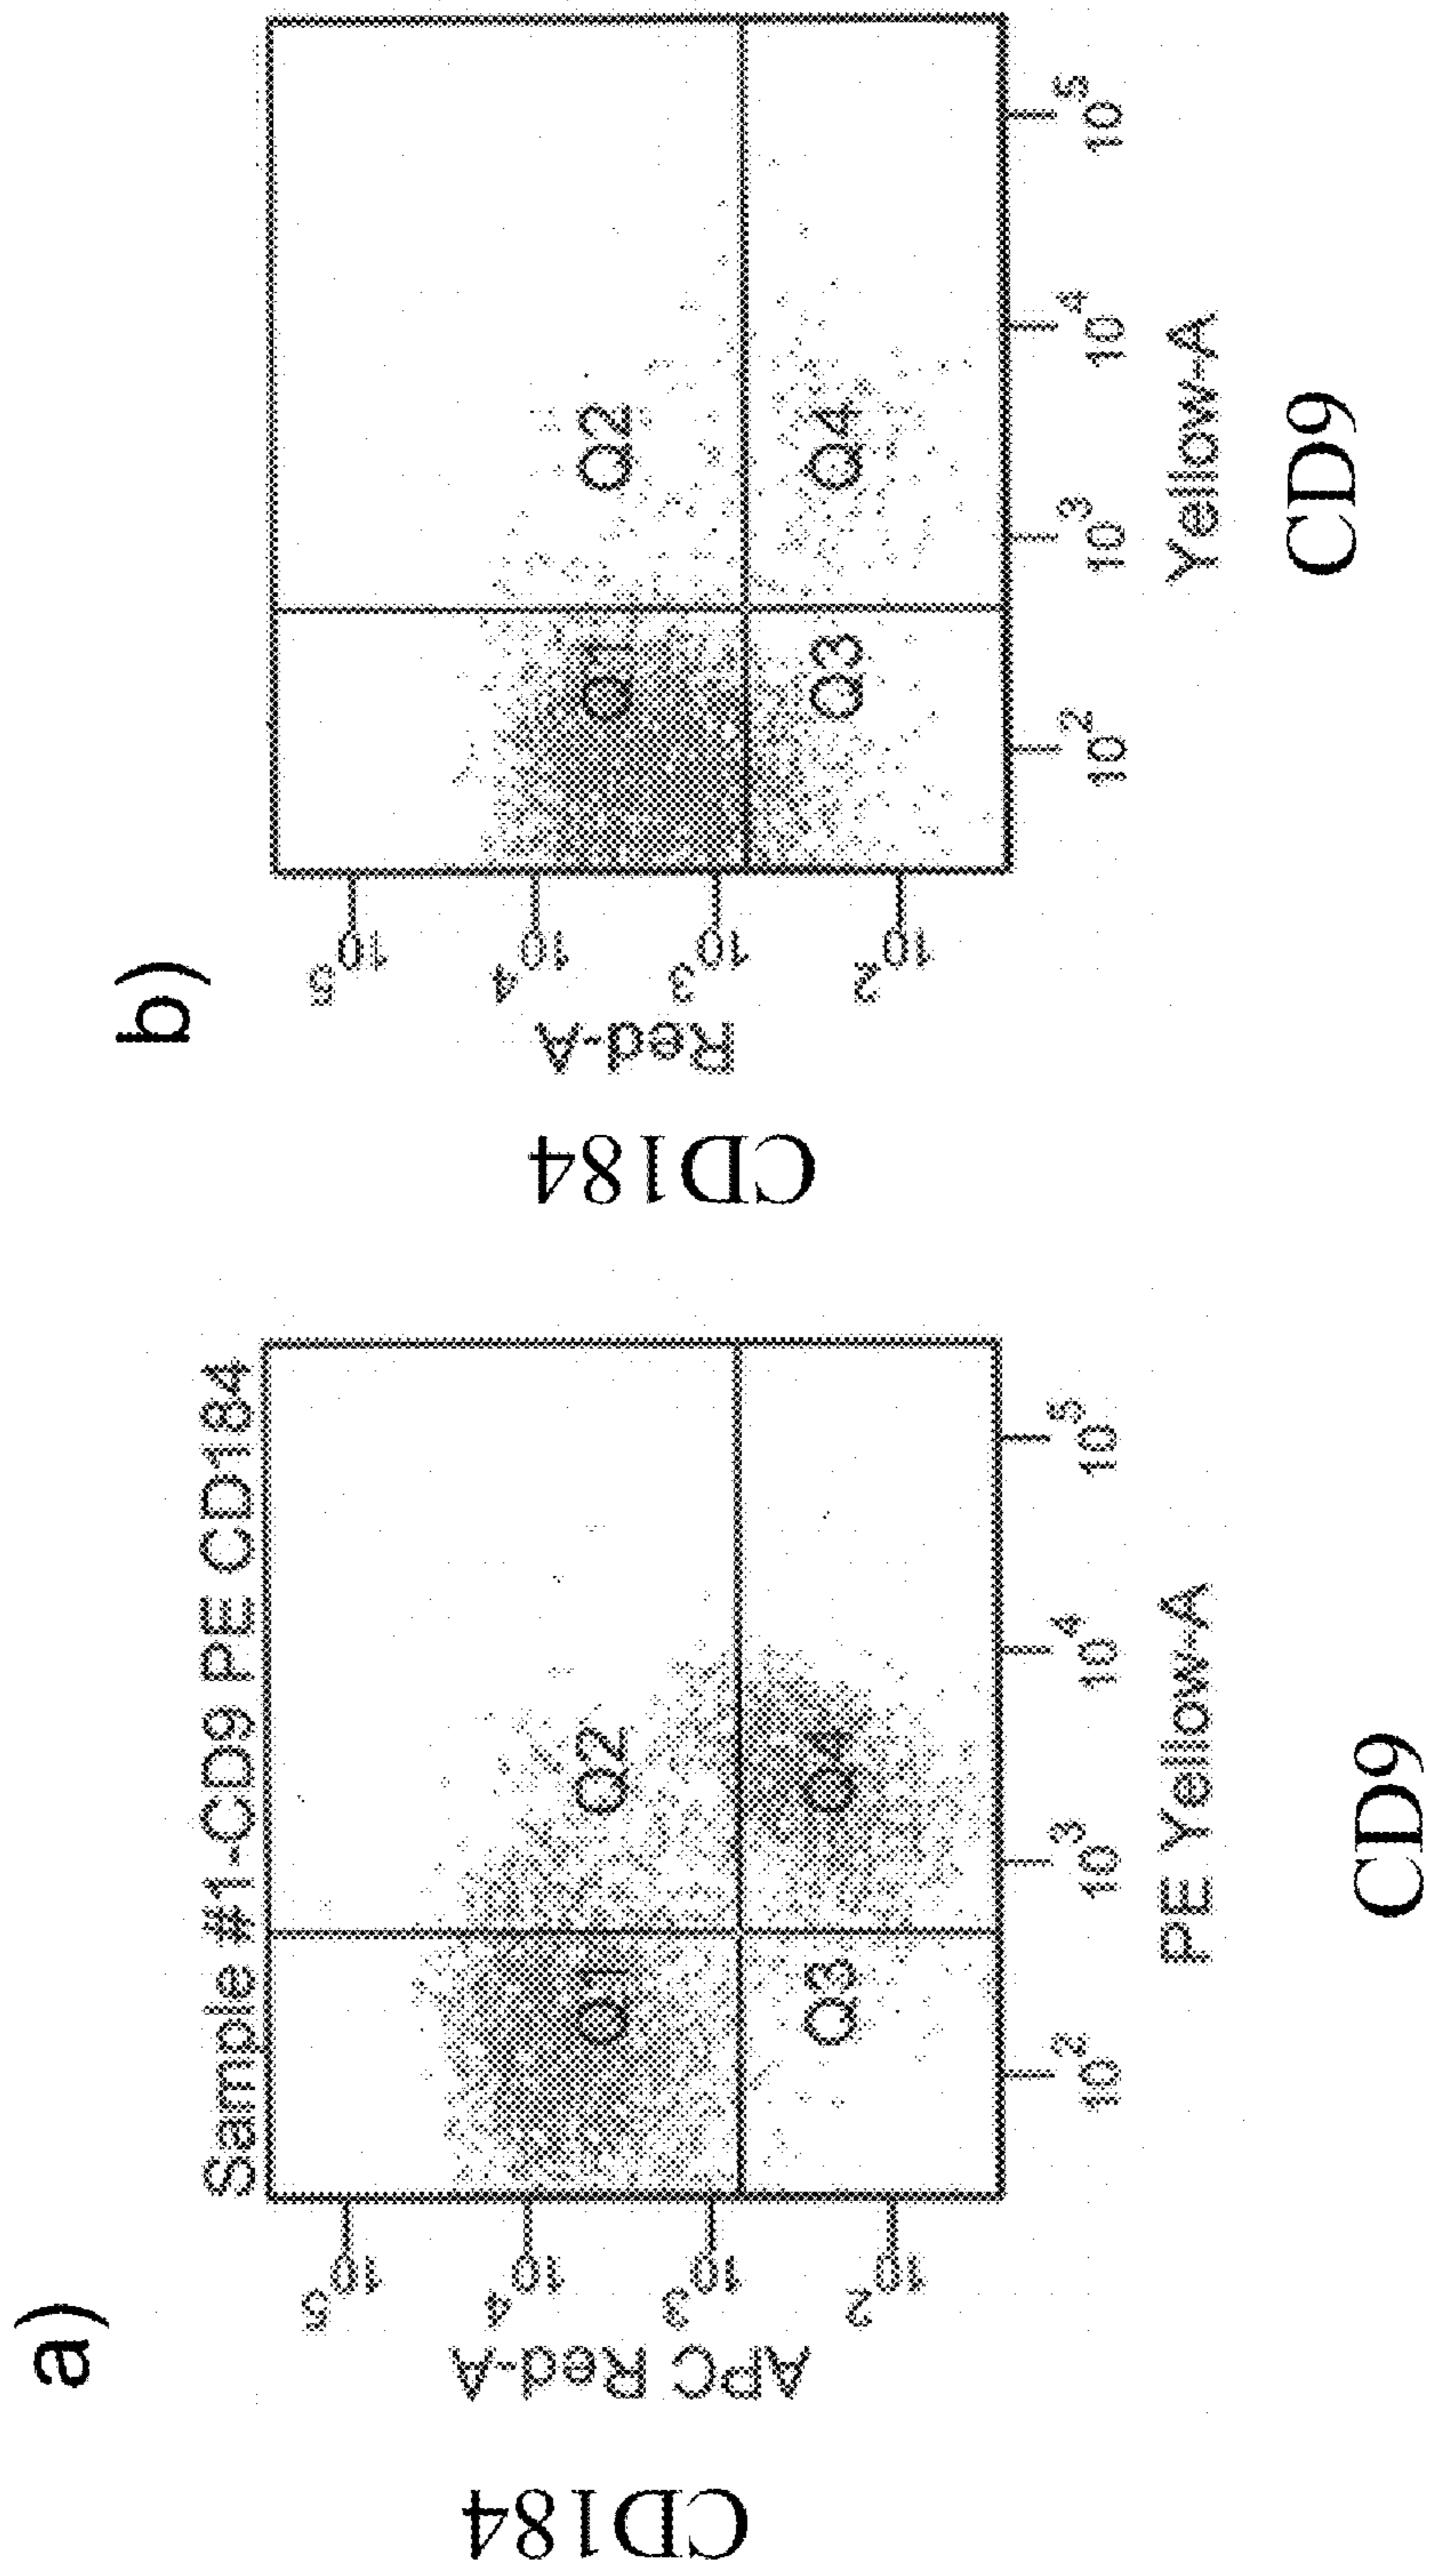 a)
Sample #1-CD9 PE CD184
CD184
APC Red-A
10^5
10^4
10^3
10^2
Q1
Q2
Q3
Q4
10^2
10^3
10^4
10^5
PE Yellow-A
CD9
b)
CD184
Red-A
10^5
10^4
10^3
10^2
Q1
Q2
Q3
Q4
10^2
10^3
10^4
10^5
Yellow-A
CD9